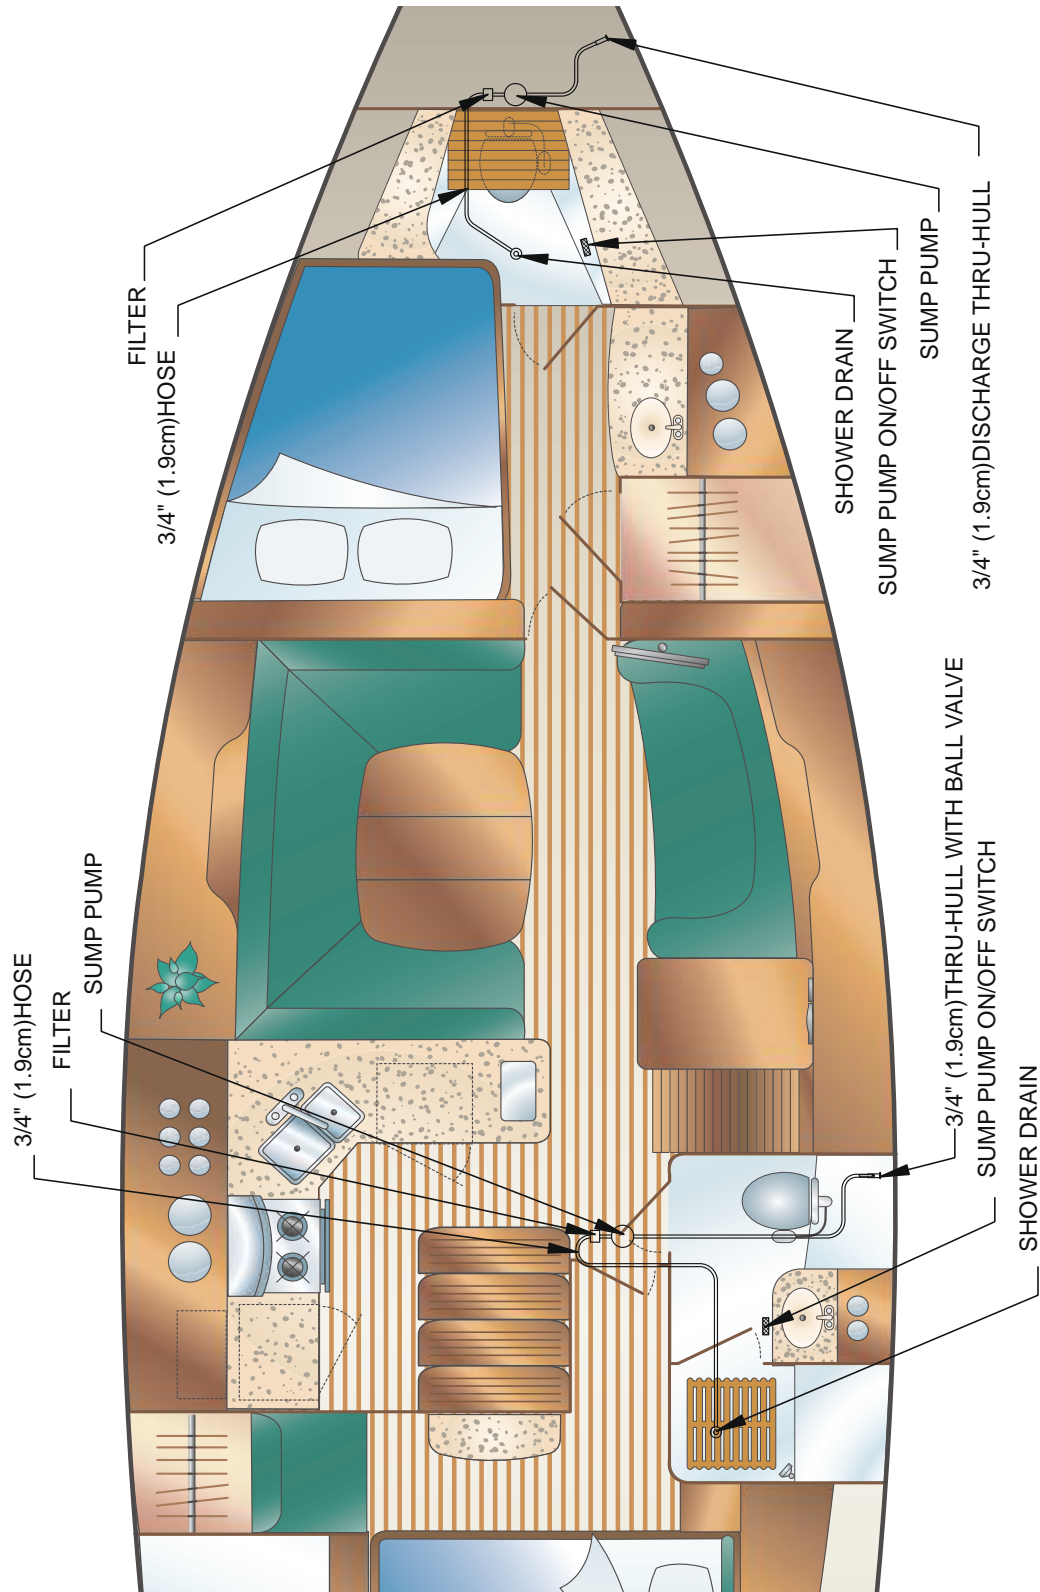 FILTER
3/4" (1.9cm)HOSE
SHOWER DRAIN
SUMP PUMP ON/OFF SWITCH
SUMP PUMP
3/4" (1.9cm)DISCHARGE THRU-HULL
3/4" (1.9cm)HOSE
FILTER
SUMP PUMP
3/4" (1.9cm)THRU-HULL WITH BALL VALVE
SUMP PUMP ON/OFF SWITCH
SHOWER DRAIN